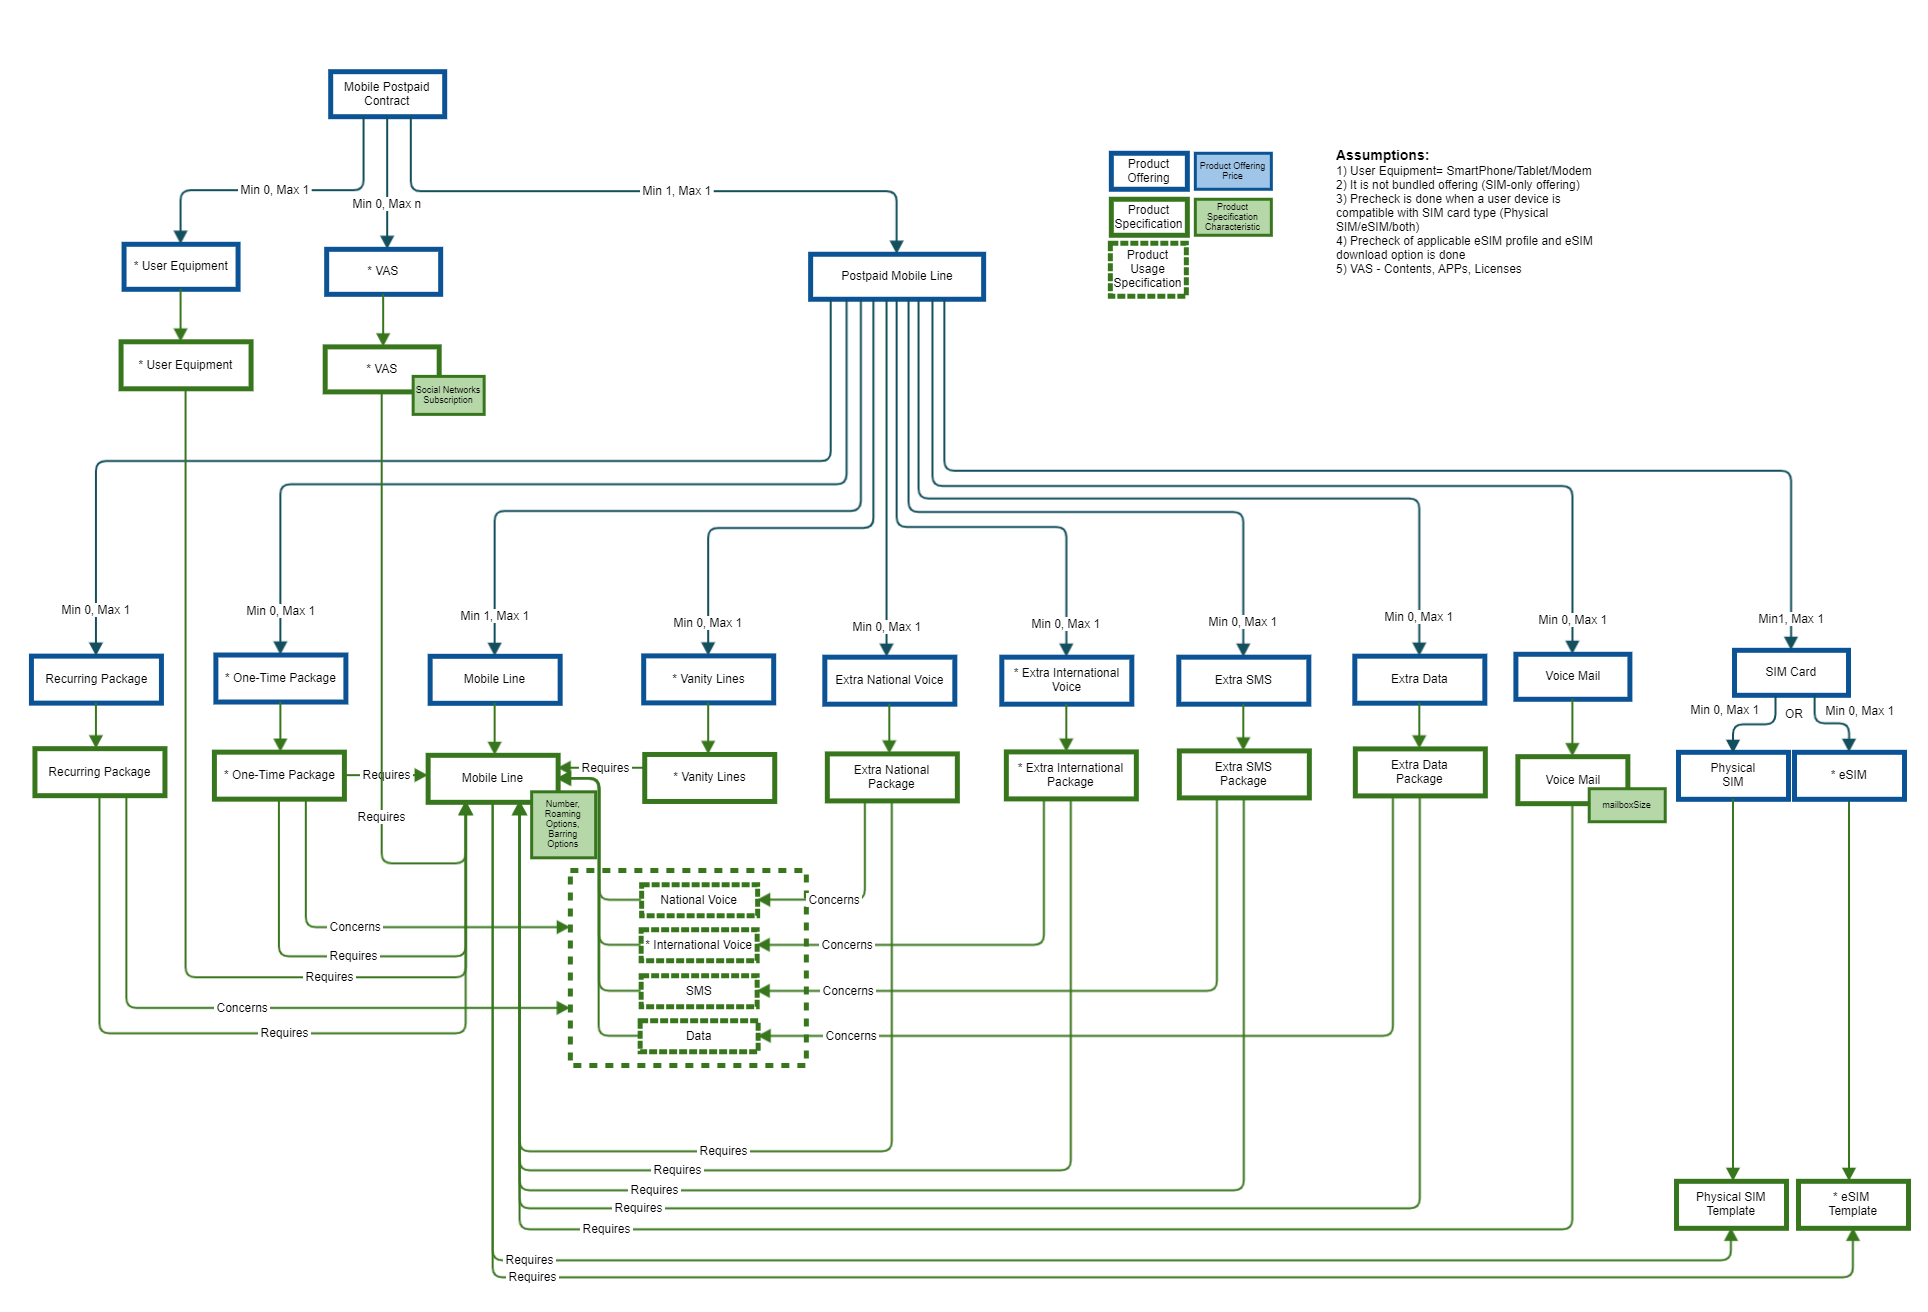 Mobile Postpaid
Contract
Min 0, Max 1
Min 0, Max n
Min 1, Max 1
Product
Offering
Product Offering
Price
Product
Specification
Product
Specification
Characteristic
Product
Usage
Specification
Assumptions:
1) User Equipment= SmartPhone/Tablet/Modem
2) It is not bundled offering (SIM-only offering)
3) Precheck is done when a user device is
compatible with SIM card type (Physical
SIM/eSIM/both)
4) Precheck of applicable eSIM profile and eSIM
download option is done
5) VAS - Contents, APPs, Licenses
* User Equipment
* VAS
Postpaid Mobile Line
* User Equipment
* VAS
Social Networks
Subscription
Min 0, Max 1
Min 0, Max 1
Min 1, Max 1
Min 0, Max 1
Min 0, Max 1
Min 0, Max 1
Min 0, Max 1
Min 0, Max 1
Min 0, Max 1
Min1, Max 1
Recurring Package
* One-Time Package
Mobile Line
* Vanity Lines
Extra National Voice
* Extra International
Voice
Extra SMS
Extra Data
Voice Mail
SIM Card
Min 0, Max 1
OR
Min 0, Max 1
Recurring Package
* One-Time Package
Requires
Mobile Line
Requires
* Vanity Lines
Extra National
Package
* Extra International
Package
Extra SMS
Package
Extra Data
Package
Voice Mail
mailboxSize
Physical
SIM
* eSIM
Number,
Roaming
Options,
Barring
Options
Requires
National Voice
Concerns
Concerns
* International Voice
Concerns
Requires
Requires
SMS
Concerns
Concerns
Requires
Data
Concerns
Requires
Requires
Requires
Requires
Requires
Physical SIM
Template
* eSIM
Template
Requires
Requires